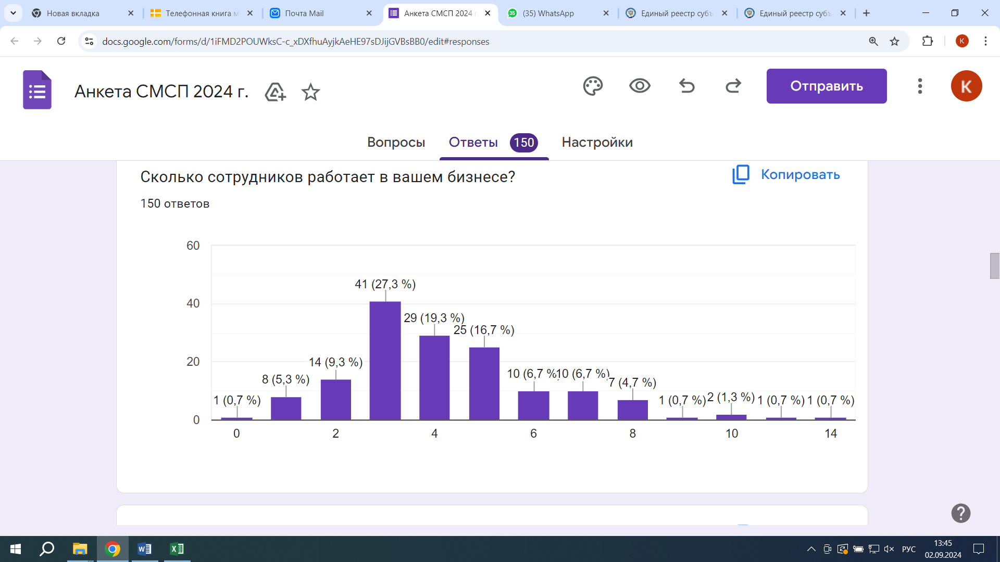 Новая вкладка
Телефонная книга м
Почта Mail
Анкета СМСП 2024 г
35
(35) WhatsApp
Единый реестр субъ
Единый реестр субъ
docs.google.com/forms/d/1iFMD2POUWksC-c_xDXfhuAyjkAeHE97sDJijGVBsBB0/edit#responses
K
Анкета СМСП 2024 г.
Отправить
K
Вопросы
Ответы 150
Настройки
Сколько сотрудников работает в вашем бизнесе?
Копировать
150 ответов
60
40
20
0
1 (0,7 %)
8 (5,3 %)
14 (9,3 %)
41 (27,3 %)
29 (19,3 %)
25 (16,7 %)
10 (6,7 %)
10 (6,7 %)
7 (4,7 %)
1 (0,7 %)
2 (1,3 %)
1 (0,7 %)
1 (0,7 %)
0 2 4 6 8 10 14
РУС
13:45
02.09.2024